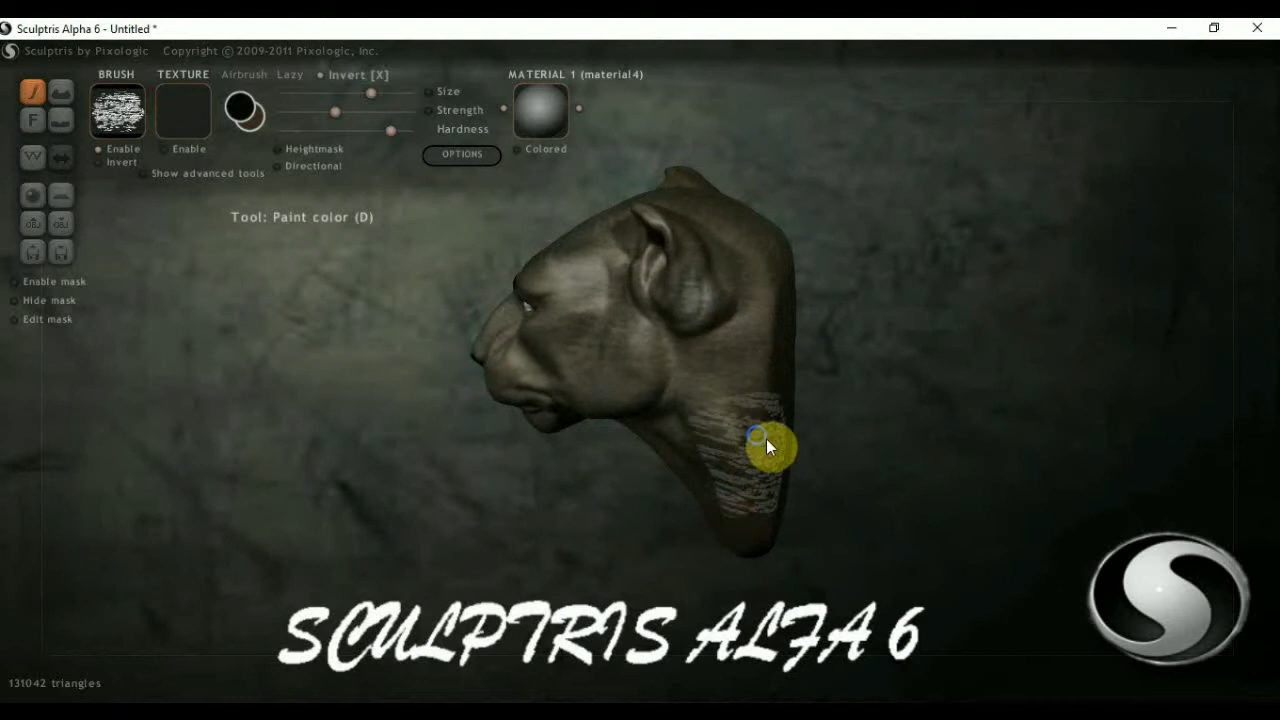 Sculptris Alpha 6 - Untitled *
Sculptris by Pixologic Copyright © 2009-2011 Pixologic, Inc.
BRUSH TEXTURE Airbrush Lazy Invert [X] MATERIAL 1 (material4)
Size
F Strength
Hardness
Enable Enable Heightmask OPTIONS Colored
Invert Directional
Show advanced tools
Tool: Paint color (D)
OBJ OBJ
Enable mask
Hide mask
Edit mask
SCULPTRIS ALFA 6
131042 triangles